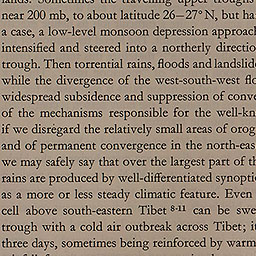 lands. Sometimes the travelling upper troughs
near 200 mb, to about latitude 26–27° N, but ha
a case, a low-level monsoon depression approac
intensified and steered into a northerly directio
trough. Then torrential rains, floods and landslid
while the divergence of the west-south-west flo
widespread subsidence and suppression of conve
of the mechanisms responsible for the well-kn
if we disregard the relatively small areas of orog
and of permanent convergence in the north-eas
we may safely say that over the largest part of th
rains are produced by well-differentiated synopti
as a more or less steady climatic feature. Even
cell above south-eastern Tibet 8-11 can be swe
trough with a cold air outbreak across Tibet; it
three days, sometimes being reinforced by warm